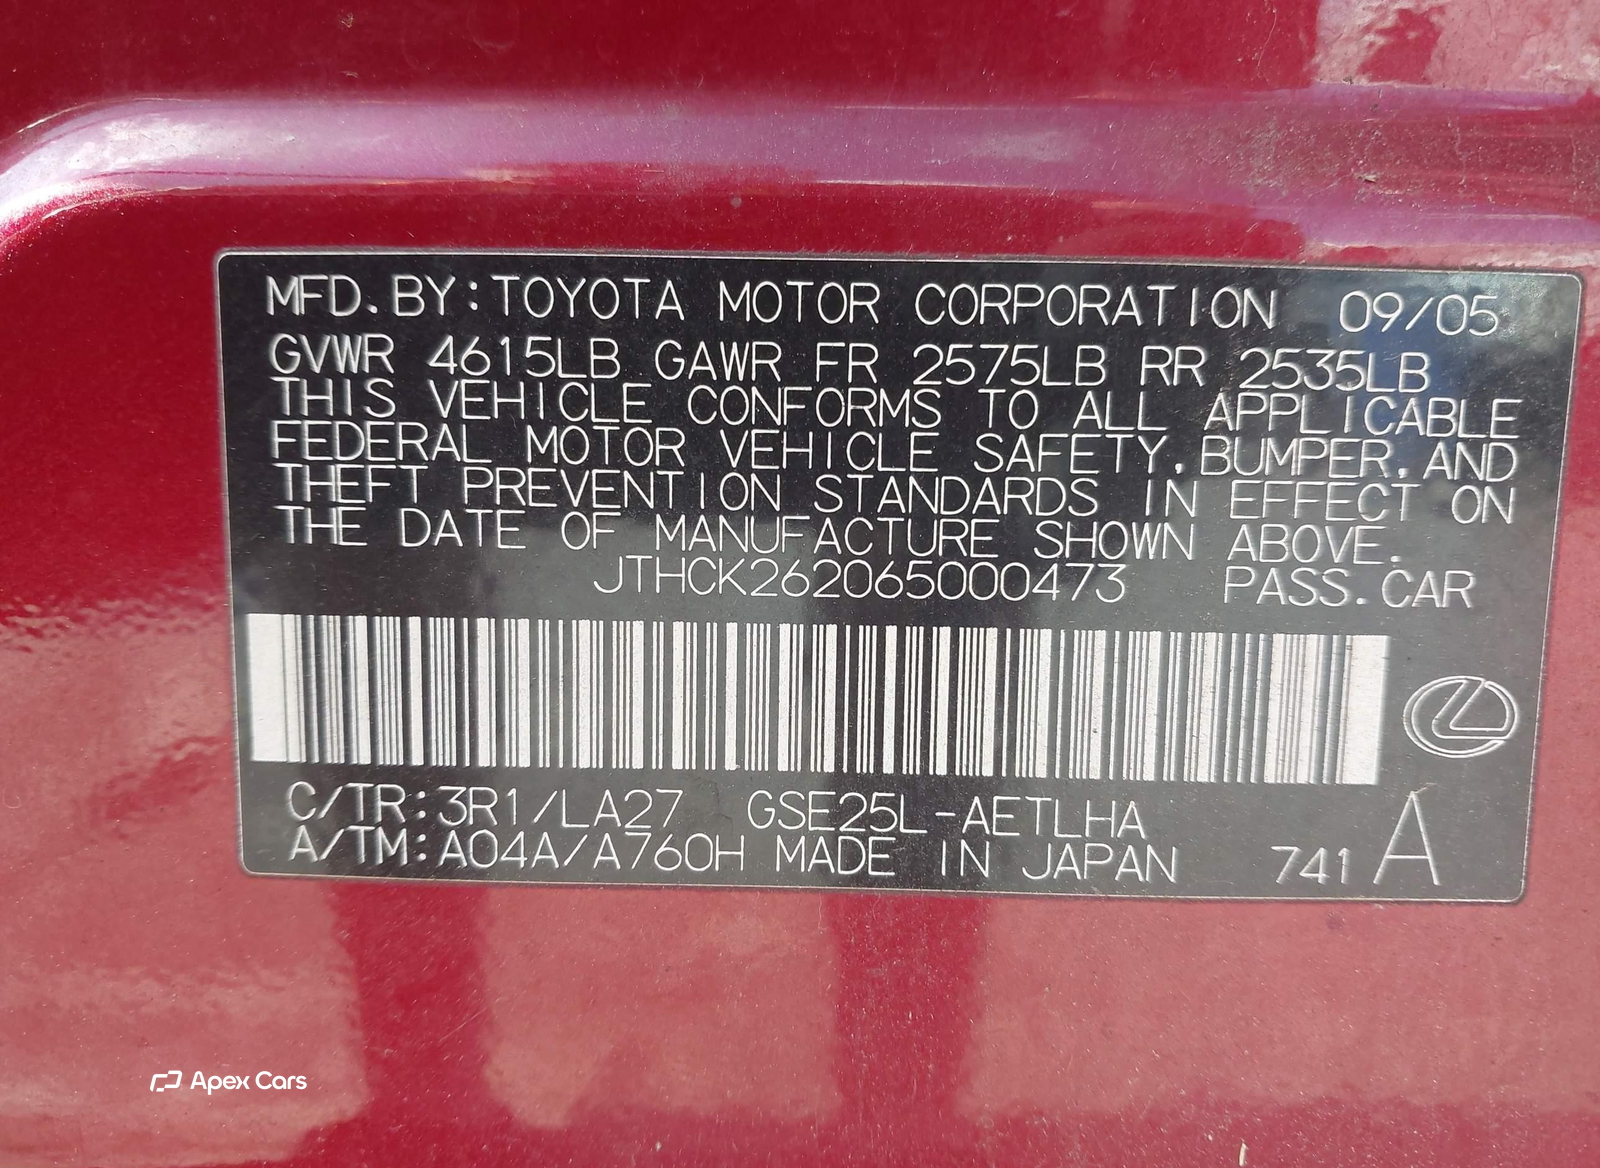 MFD.BY:TOYOTA MOTOR CORPORATION 09/05
GVWR 4615LB GAWR FR 2575LB RR 2535LB
THIS VEHICLE CONFORMS TO ALL APPLICABLE
FEDERAL MOTOR VEHICLE SAFETY,BUMPER,AND
THEFT PREVENTION STANDARDS IN EFFECT ON
THE DATE OF MANUFACTURE SHOWN ABOVE.
JTHCK262065000473 PASS.CAR
C/TR:3R1/LA27 GSE25L-AETLHA
A/TM:A04A/A760H MADE IN JAPAN 741 A
Apex Cars